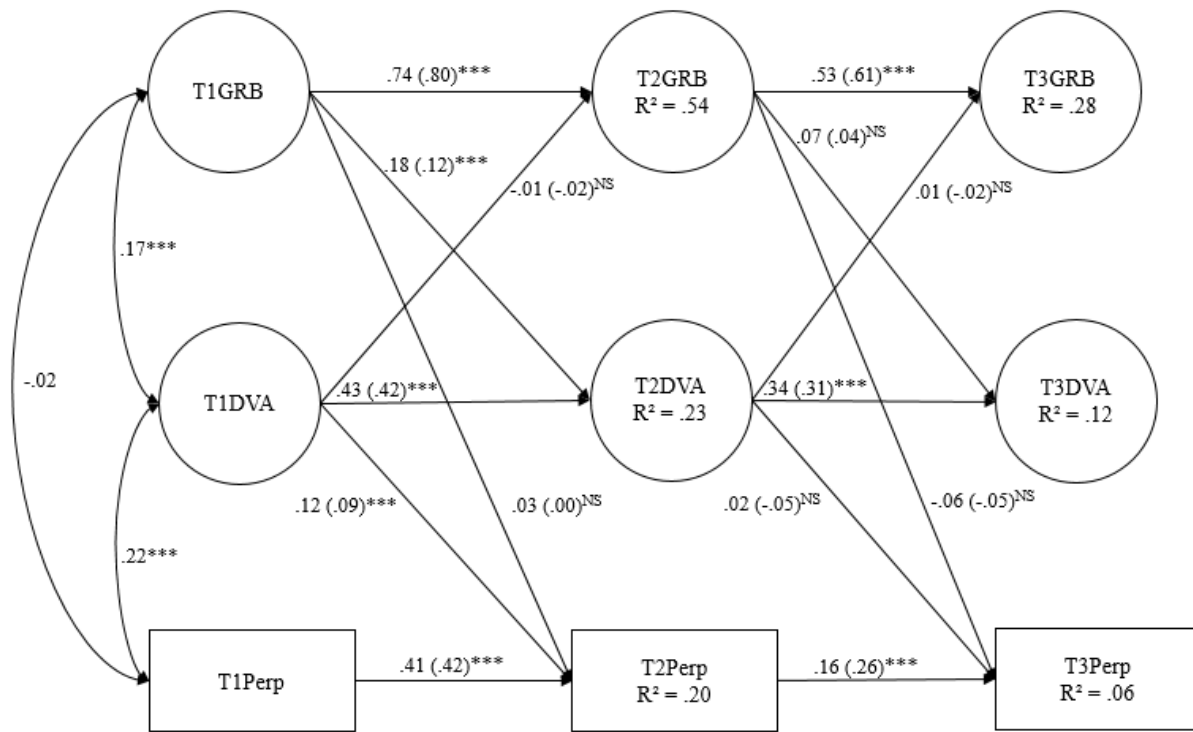 T1GRB
.74 (.80)***
T2GRB
R² = .54
.53 (.61)***
T3GRB
R² = .28
.18 (.12)***
-.01 (-.02)NS
.07 (.04)NS
.01 (-.02)NS
.17***
-.02
T1DVA
.43 (.42)***
T2DVA
R² = .23
.34 (.31)***
T3DVA
R² = .12
.12 (.09)***
.03 (.00)NS
.02 (-.05)NS
-.06 (-.05)NS
.22***
T1Perp
.41 (.42)***
T2Perp
R² = .20
.16 (.26)***
T3Perp
R² = .06